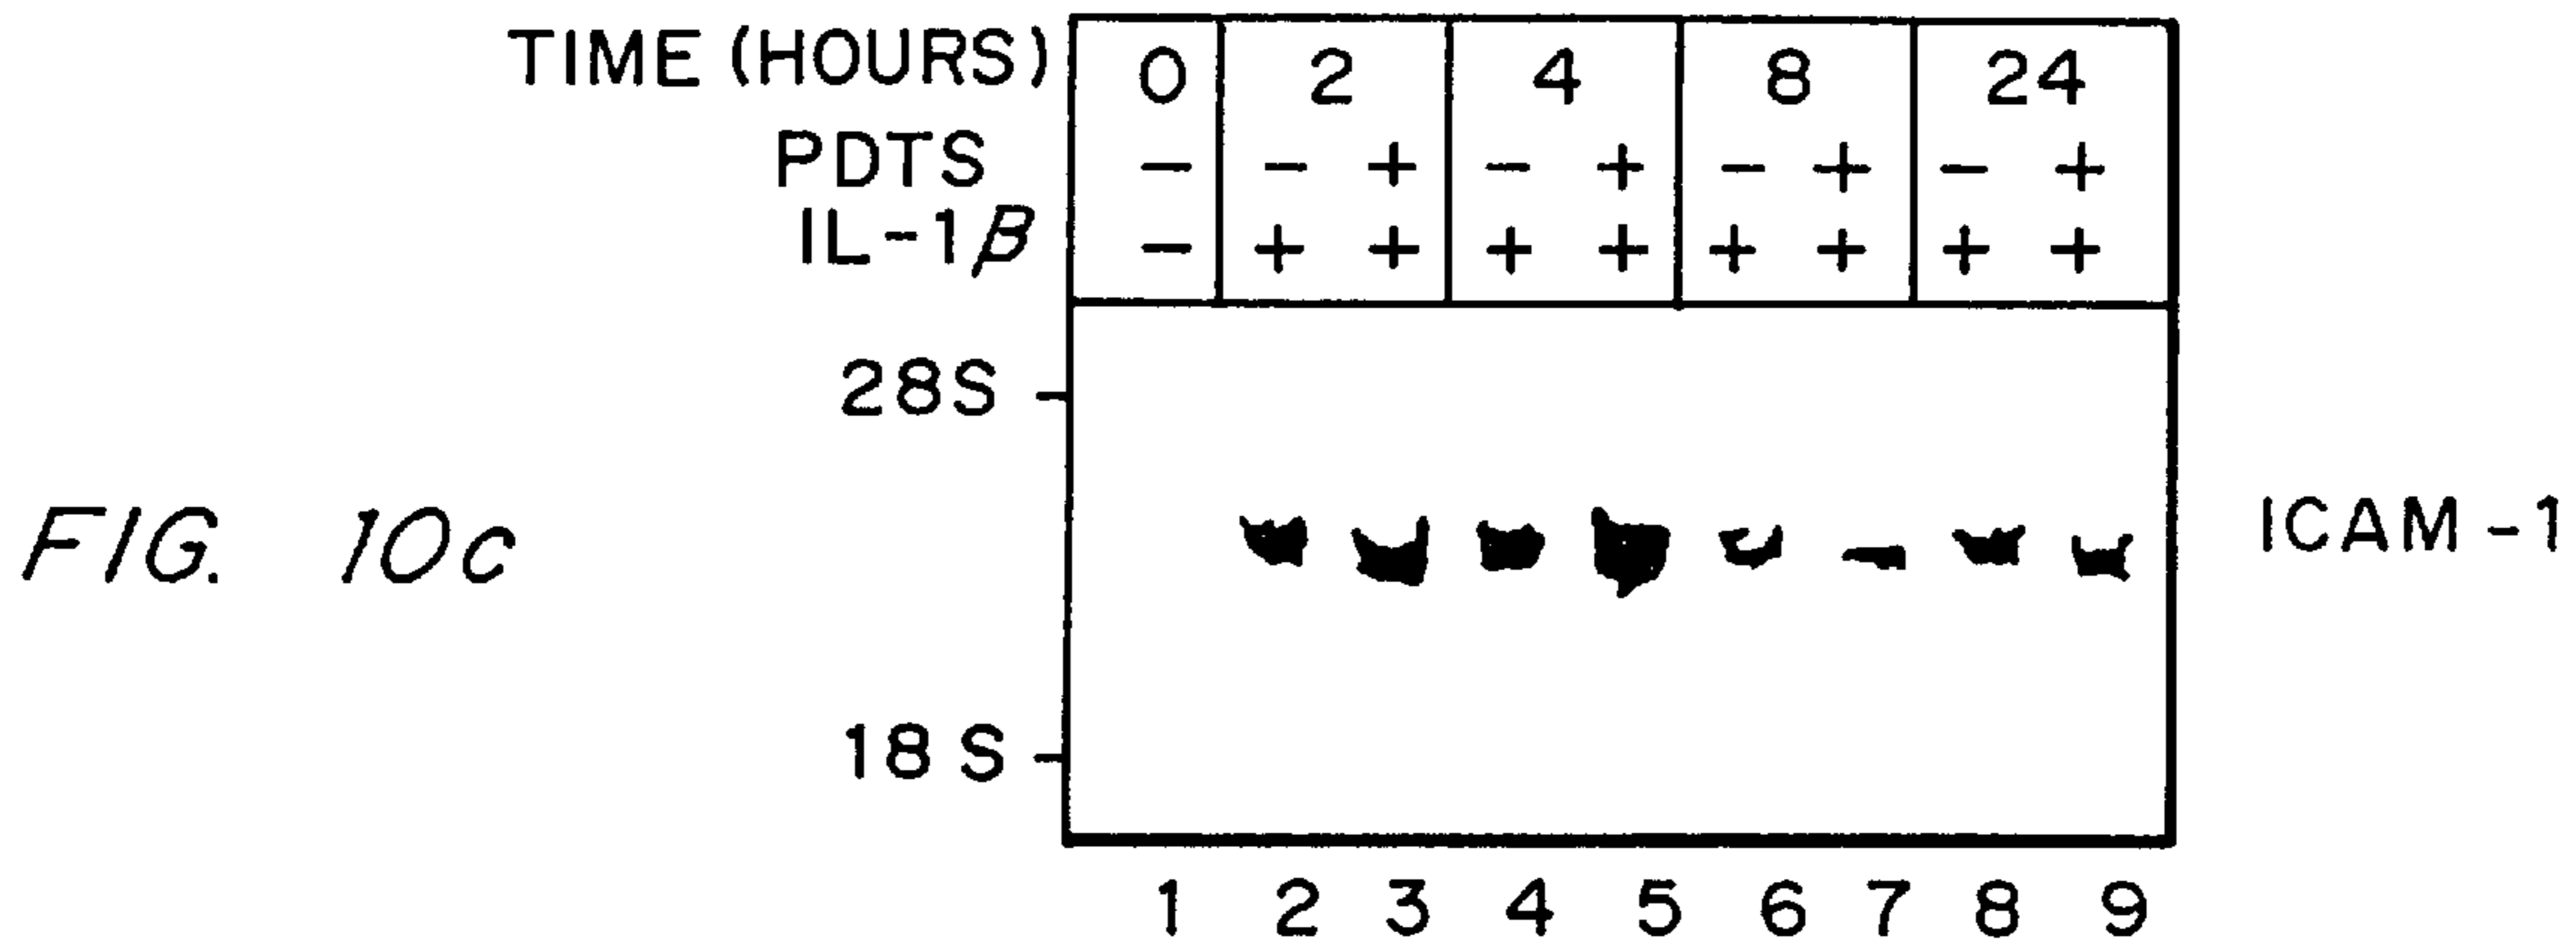 TIME (HOURS) 0 2 4 8 24
PDTS - - + - + - + - +
IL-1β - + + + + + + + +
28S
FIG. 10c
ICAM-1
18S
1 2 3 4 5 6 7 8 9